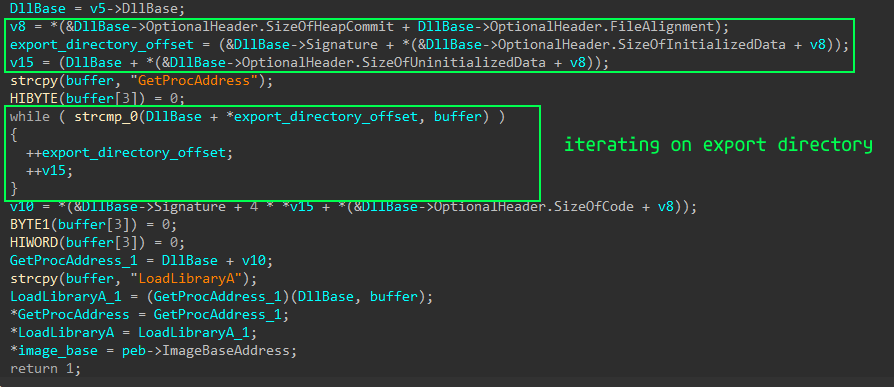 DllBase = v5->DllBase;
v8 = *(&DllBase->OptionalHeader.SizeOfHeapCommit + DllBase->OptionalHeader.FileAlignment);
export_directory_offset = (&DllBase->Signature + *(&DllBase->OptionalHeader.SizeOfInitializedData + v8));
v15 = (DllBase + *(&DllBase->OptionalHeader.SizeOfUninitializedData + v8));
strcpy(buffer, "GetProcAddress");
HIBYTE(buffer[3]) = 0;
while ( strcmp_0(DllBase + *export_directory_offset, buffer) )
{
  ++export_directory_offset;
  ++v15;
}
iterating on export directory
v10 = *(&DllBase->Signature + 4 * *v15 + *(&DllBase->OptionalHeader.SizeOfCode + v8));
BYTE1(buffer[3]) = 0;
HIWORD(buffer[3]) = 0;
GetProcAddress_1 = DllBase + v10;
strcpy(buffer, "LoadLibraryA");
LoadLibraryA_1 = (GetProcAddress_1)(DllBase, buffer);
*GetProcAddress = GetProcAddress_1;
*LoadLibraryA = LoadLibraryA_1;
*image_base = peb->ImageBaseAddress;
return 1;